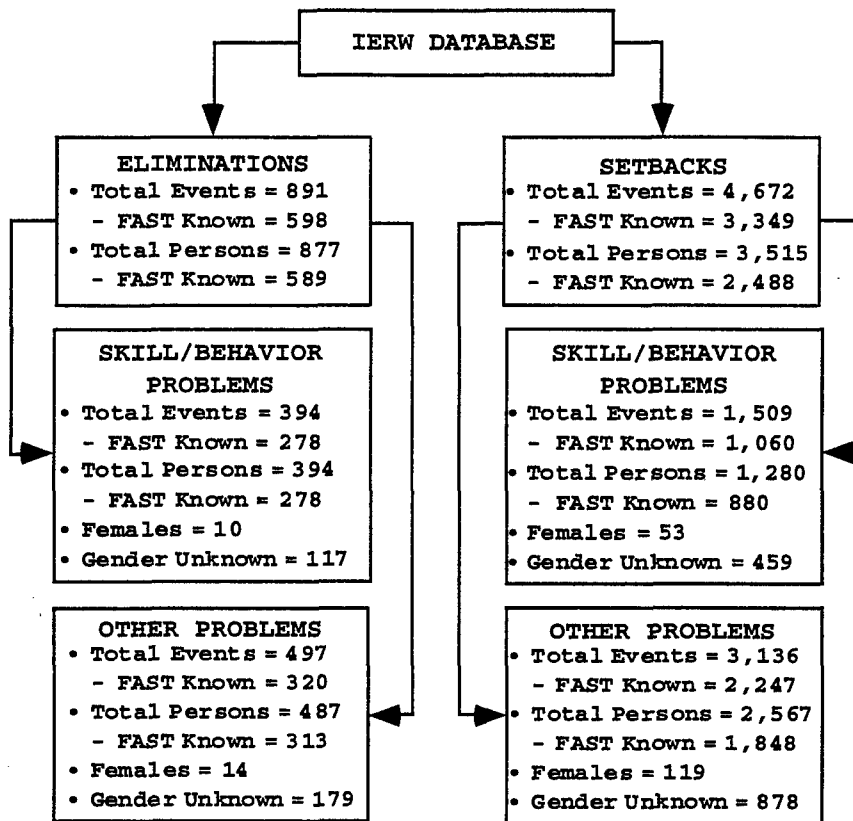 IERW DATABASE
ELIMINATIONS
• Total Events = 891
- FAST Known = 598
• Total Persons = 877
- FAST Known = 589
SKILL/BEHAVIOR
PROBLEMS
• Total Events = 394
- FAST Known = 278
• Total Persons = 394
- FAST Known = 278
• Females = 10
• Gender Unknown = 117
OTHER PROBLEMS
• Total Events = 497
- FAST Known = 320
• Total Persons = 487
- FAST Known = 313
• Females = 14
• Gender Unknown = 179
SETBACKS
• Total Events = 4,672
- FAST Known = 3,349
• Total Persons = 3,515
- FAST Known = 2,488
SKILL/BEHAVIOR
PROBLEMS
• Total Events = 1,509
- FAST Known = 1,060
• Total Persons = 1,280
- FAST Known = 880
• Females = 53
• Gender Unknown = 459
OTHER PROBLEMS
• Total Events = 3,136
- FAST Known = 2,247
• Total Persons = 2,567
- FAST Known = 1,848
• Females = 119
• Gender Unknown = 878